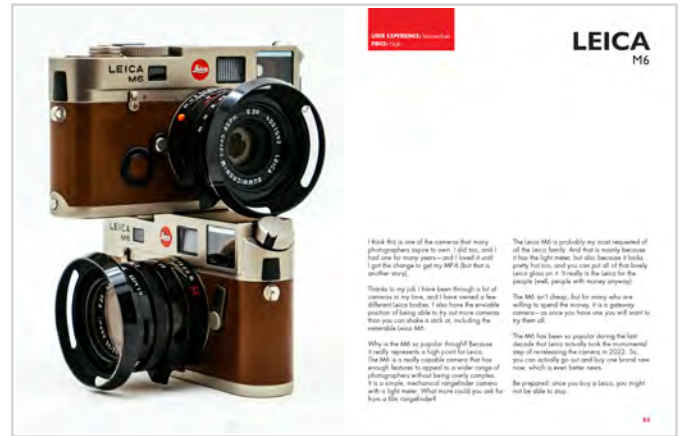 LEICA
M6
Leica
LEICA
M6
Leica
USER EXPERIENCE: Intermediate
PRICE: High
LEICA
M6
I think this is one of the cameras that many
photographers aspire to own. I did too, and I
had one for many years—and I loved it until
I got the change to get my MP-6 (but that is
another story).
Thanks to my job I have been through a lot of
cameras at my time, and I have owned a few
different Leica bodies. I also have the enviable
position of being able to try out more cameras
than you can shake a stick at, including the
venerable Leica M6.
Why is the M6 so popular though? Because
it really represents a high point for Leica.
The M6 is a really capable camera that has
enough features to appeal to a wider range of
photographers without being overly complex.
It is a simple, mechanical rangefinder camera
with a light meter. What more could you ask for
from a film rangefinder?
The Leica M6 is probably my most requested of
all the Leica family. And that is mainly because
it has the light meter, but also because it looks
pretty hot too, and you can put all of that lovely
Leica glass on it. It really is the Leica for the
people (well, people with money anyway).
The M6 isn't cheap, but for many who are
willing to spend the money, it is a gateway
camera—as once you have one you will want to
try them all.
The M6 has been so popular during the last
decade that Leica actually took the monumental
step of re-releasing the camera in 2022. So,
you can actually go out and buy one brand new
now, which is even better news.
Be prepared: once you buy a Leica, you might
not be able to stop.